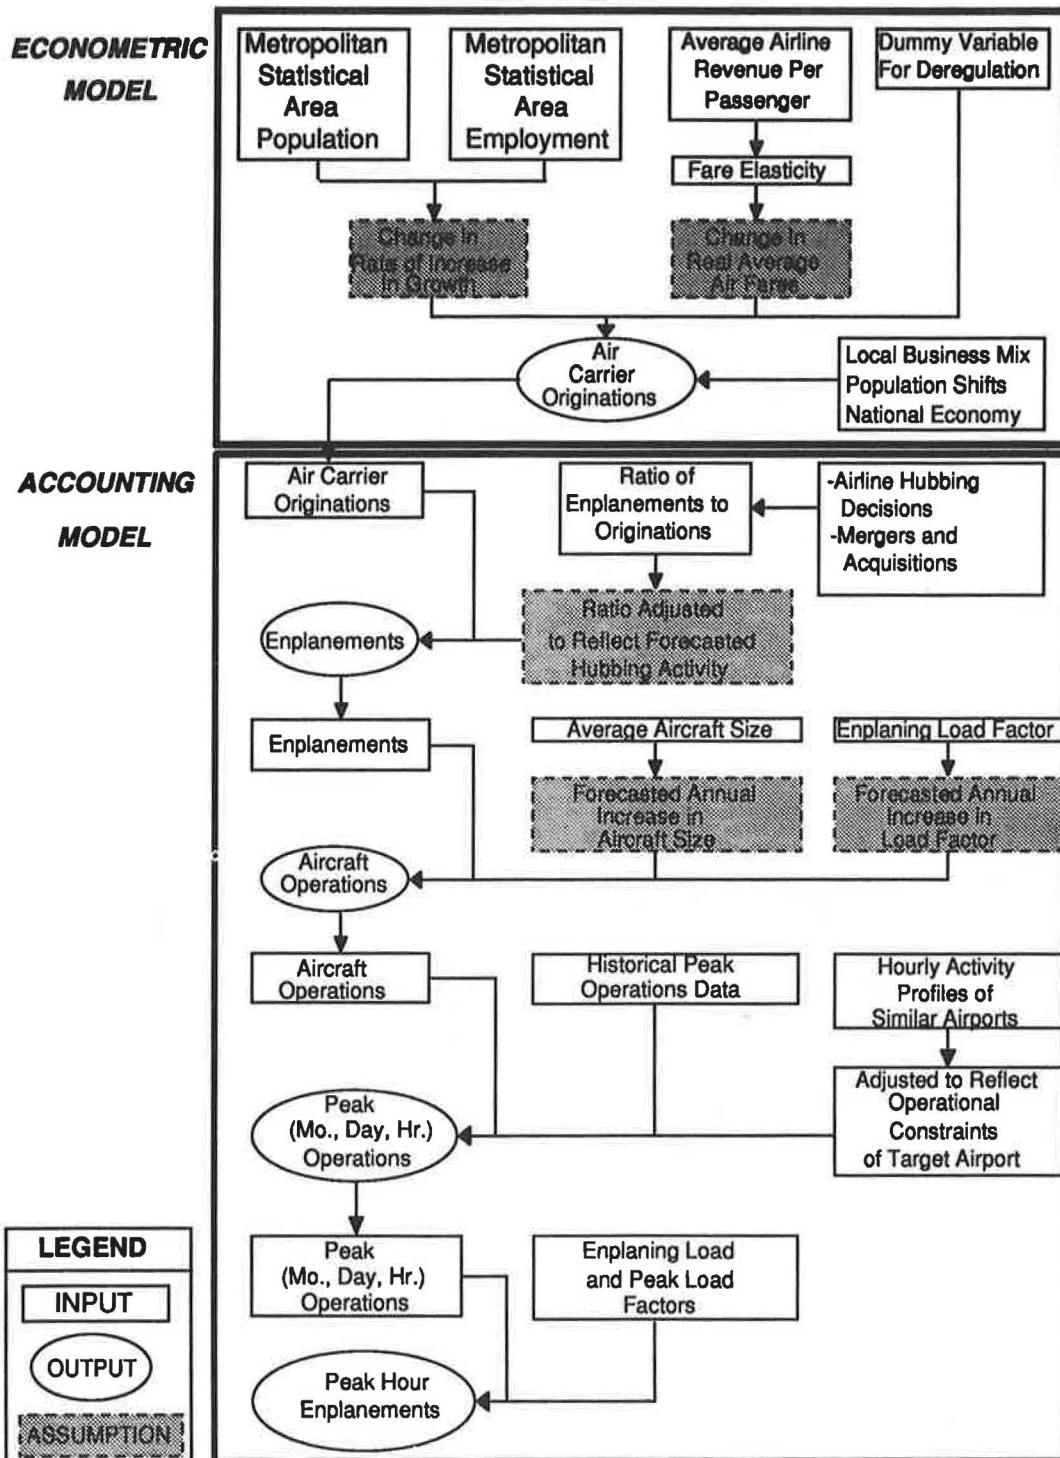 ECONOMETRIC
MODEL
Metropolitan
Statistical
Area
Population
Metropolitan
Statistical
Area
Employment
Average Airline
Revenue Per
Passenger
Dummy Variable
For Deregulation
Fare Elasticity
Change In
Rate of Increase
In Growth
Change In
Real Average
Air Fares
Air
Carrier
Originations
Local Business Mix
Population Shifts
National Economy
ACCOUNTING
MODEL
Air Carrier
Originations
Ratio of
Enplanements to
Originations
-Airline Hubbing
Decisions
-Mergers and
Acquisitions
Ratio Adjusted
to Reflect Forecasted
Hubbing Activity
Enplanements
Enplanements
Average Aircraft Size
Enplaning Load Factor
Forecasted Annual
Increase in
Aircraft Size
Forecasted Annual
Increase in
Load Factor
Aircraft
Operations
Aircraft
Operations
Historical Peak
Operations Data
Hourly Activity
Profiles of
Similar Airports
Adjusted to Reflect
Operational
Constraints
of Target Airport
Peak
(Mo., Day, Hr.)
Operations
Peak
(Mo., Day, Hr.)
Operations
Enplaning Load
and Peak Load
Factors
Peak Hour
Enplanements
LEGEND
INPUT
OUTPUT
ASSUMPTION